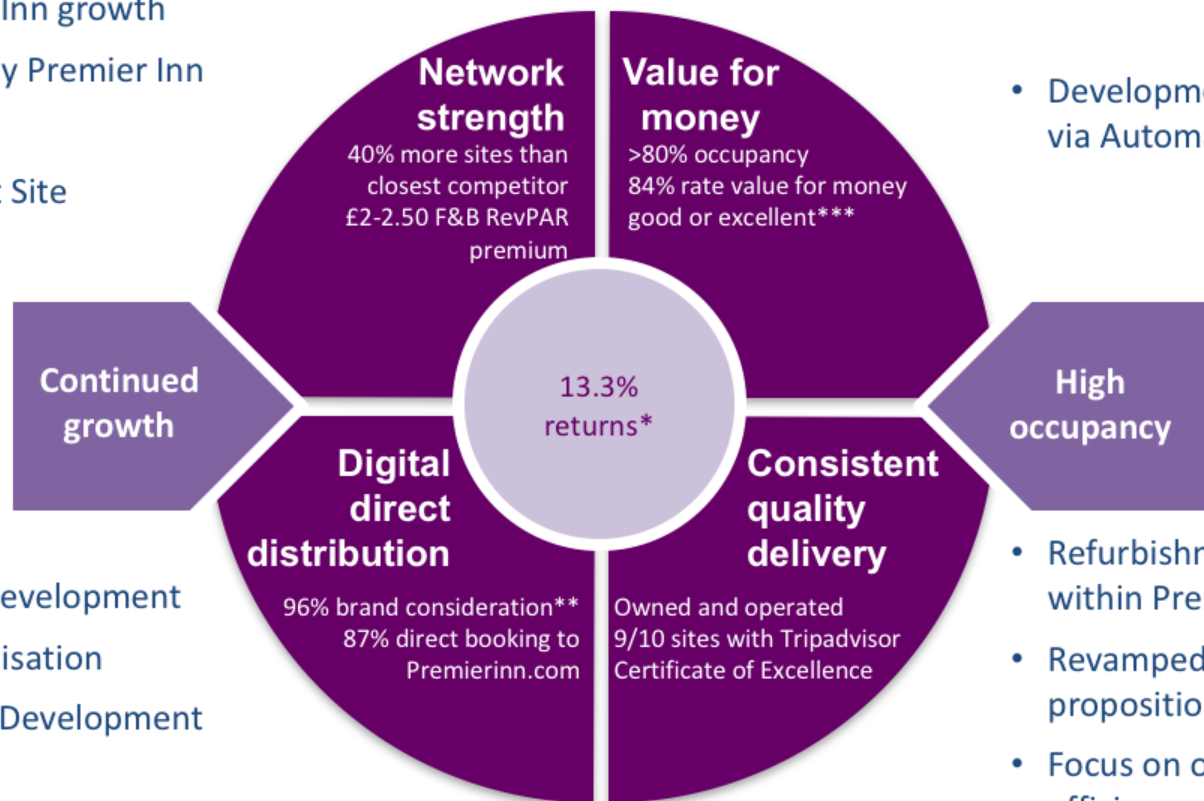 Inn growth
y Premier Inn
Site
Network
strength
40% more sites than
closest competitor
£2-2.50 F&B RevPAR
premium
Value for
money
>80% occupancy
84% rate value for money
good or excellent***
• Developm
via Autom
Continued
growth
13.3%
returns*
High
occupancy
Digital
direct
distribution
96% brand consideration**
87% direct booking to
Premierinn.com
Consistent
quality
delivery
Owned and operated
9/10 sites with Tripadvisor
Certificate of Excellence
evelopment
isation
Development
• Refurbishr
within Pre
• Revamped
propositio
• Focus on